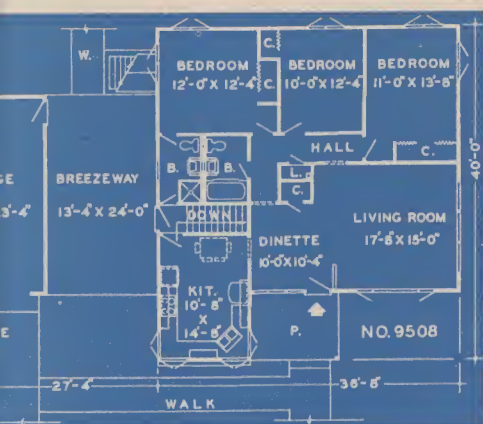 W.
C.
BEDROOM
12'-0" X 12'-4"
C.
BEDROOM
10'-0" X 12'-4"
BEDROOM
11'-0" X 13'-8"
40'-0"
HALL
C.
B.
B.
L.
C.
GE
3'-4"
BREEZEWAY
13'-4" X 24'-0"
DOWN
LIVING ROOM
17'-8" X 15'-0"
DINETTE
10'-0" X 10'-4"
KIT.
10'-8"
X
14'-8"
E
P.
NO. 9508
27'-4"
36'-8"
WALK